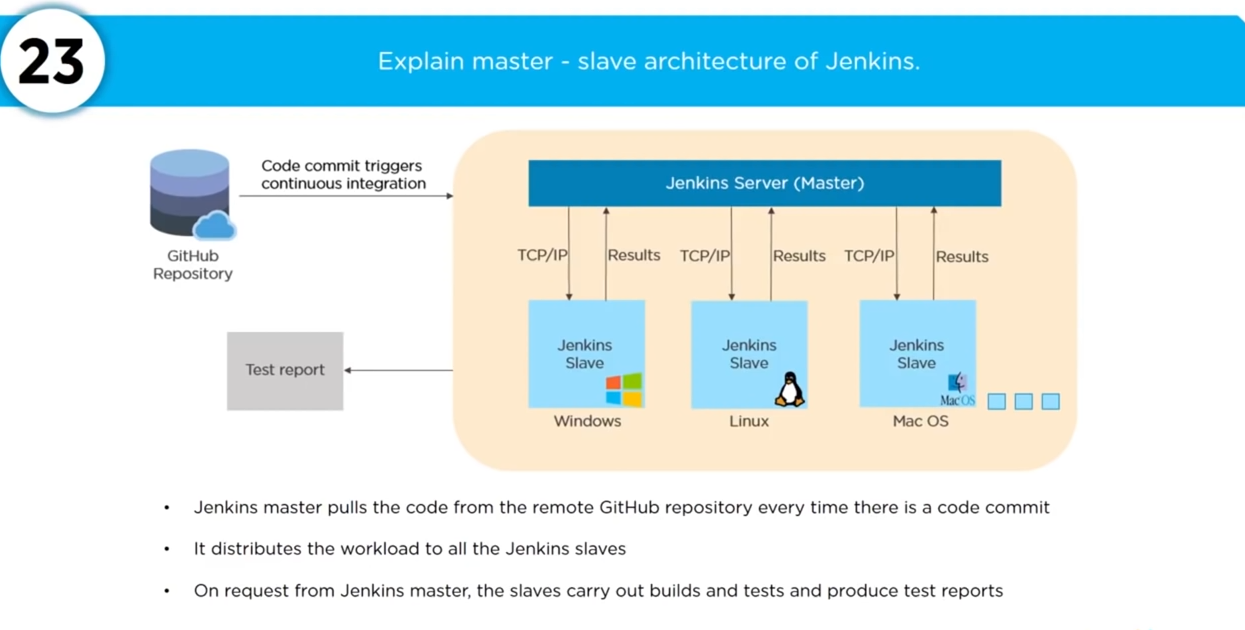 23
Explain master - slave architecture of Jenkins.
Code commit triggers
continuous integration
GitHub
Repository
Jenkins Server (Master)
TCP/IP
Results
TCP/IP
Results
TCP/IP
Results
Jenkins
Slave
Windows
Jenkins
Slave
Linux
Jenkins
Slave
Mac OS
Mac OS
Test report
• Jenkins master pulls the code from the remote GitHub repository every time there is a code commit
• It distributes the workload to all the Jenkins slaves
• On request from Jenkins master, the slaves carry out builds and tests and produce test reports